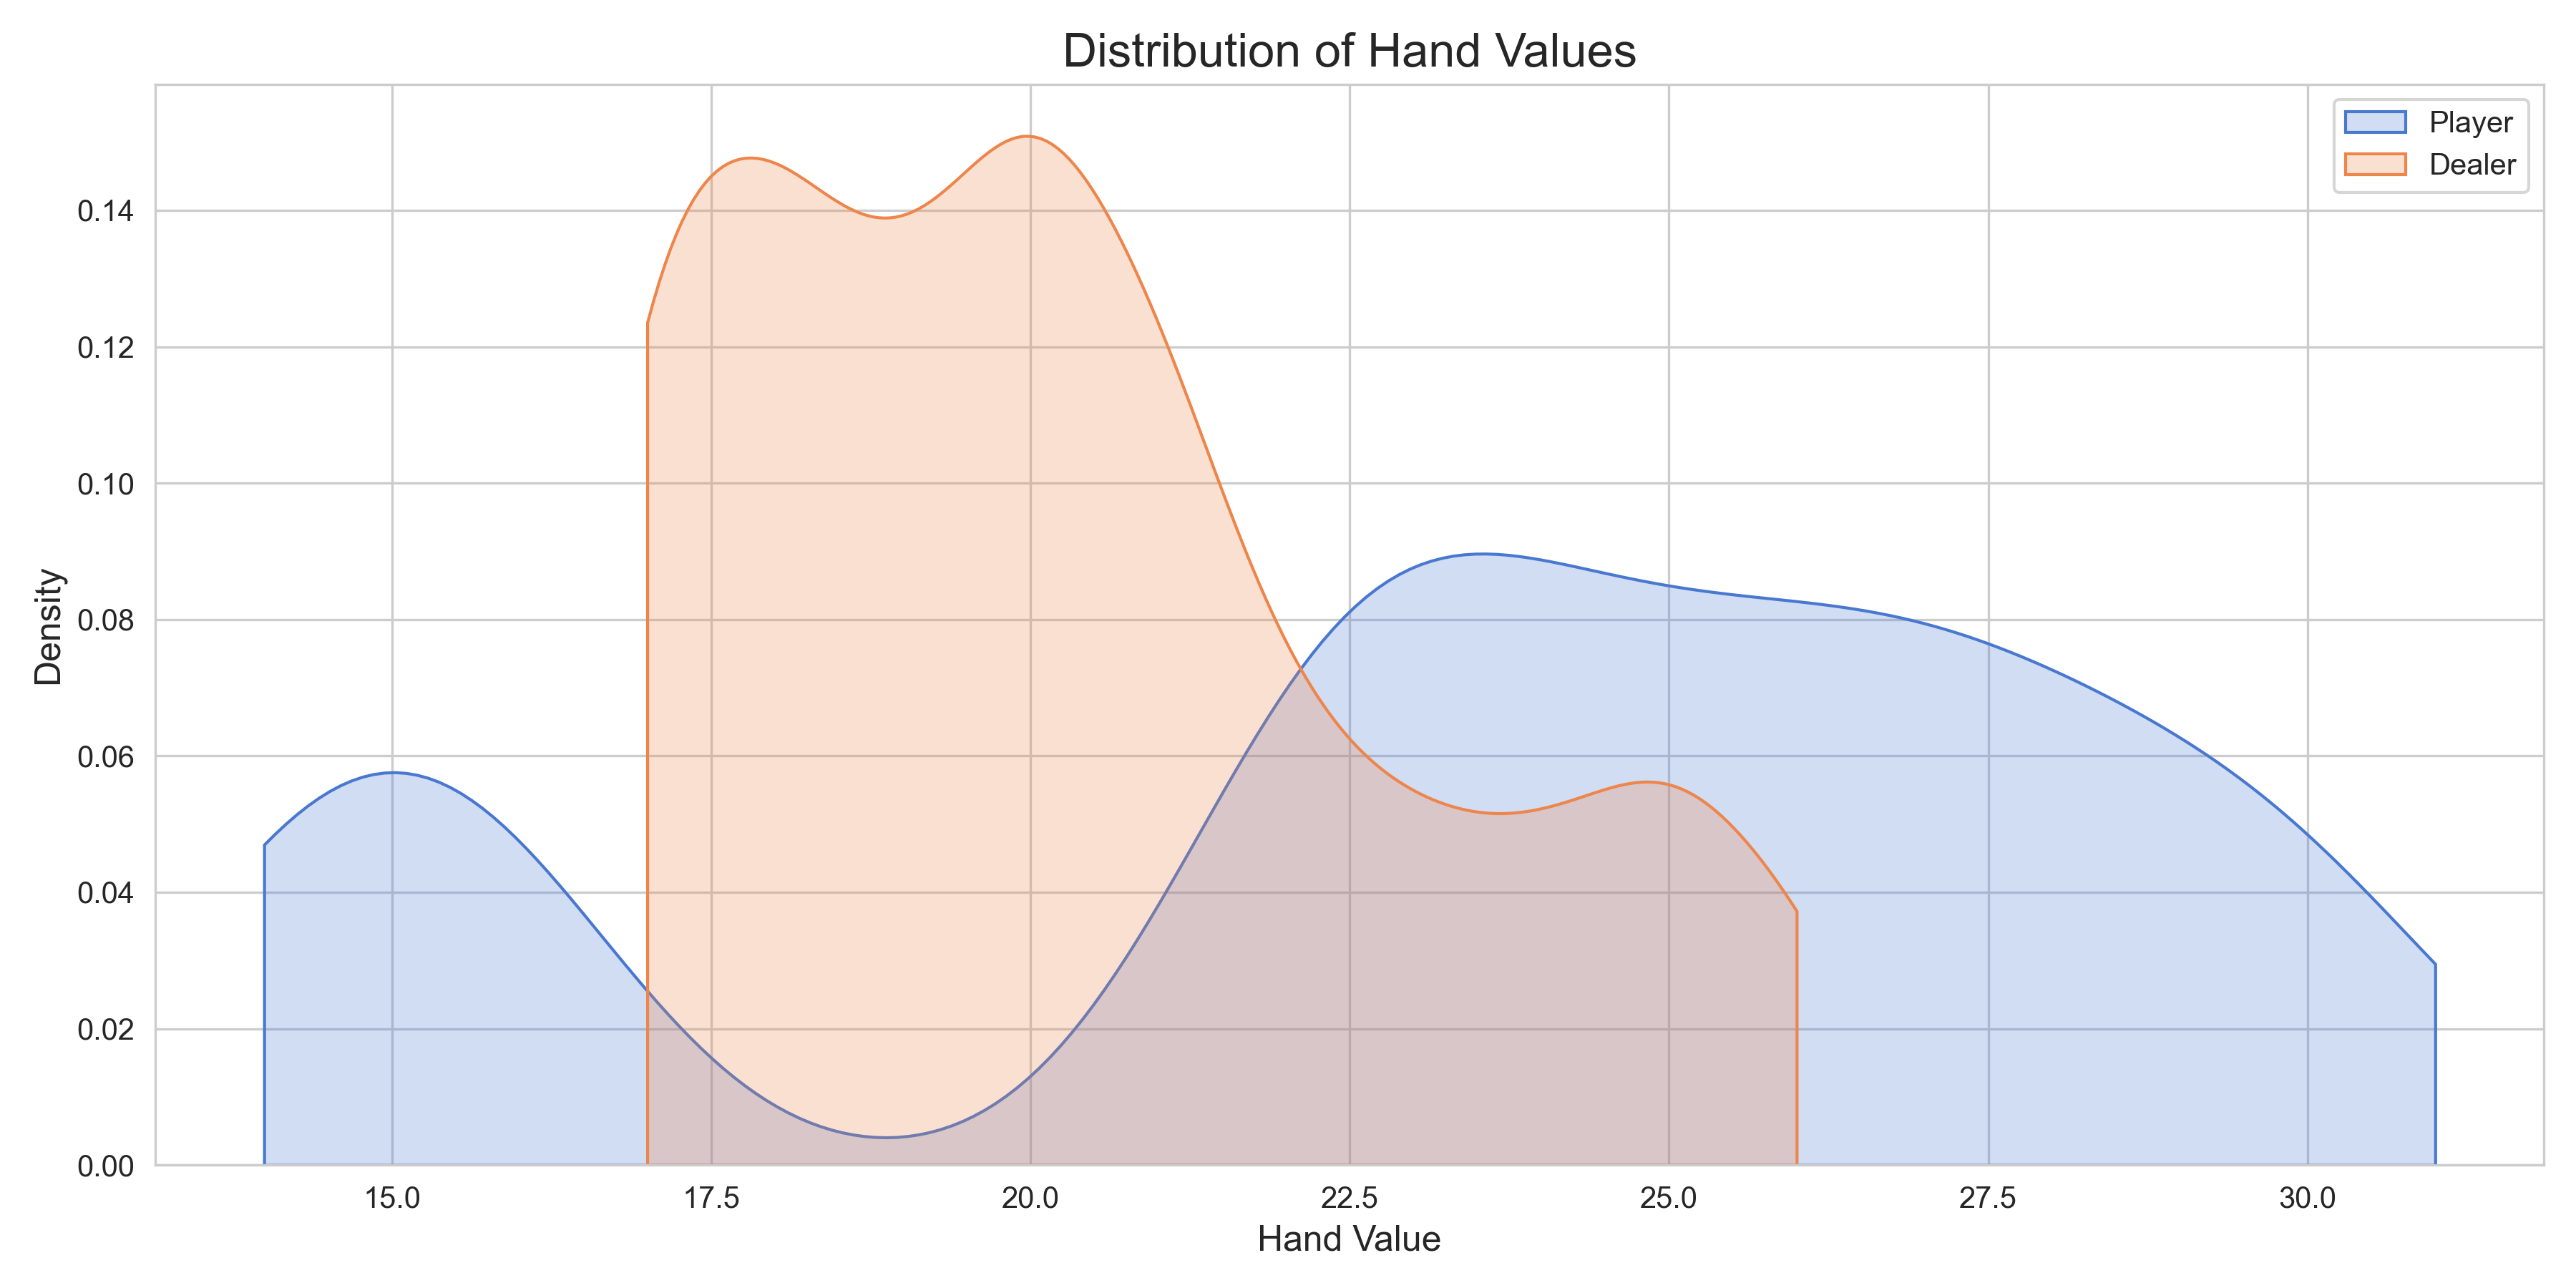 Distribution of Hand Values
Player
Dealer
Density
0.14
0.12
0.10
0.08
0.06
0.04
0.02
0.00
15.0 17.5 20.0 22.5 25.0 27.5 30.0
Hand Value